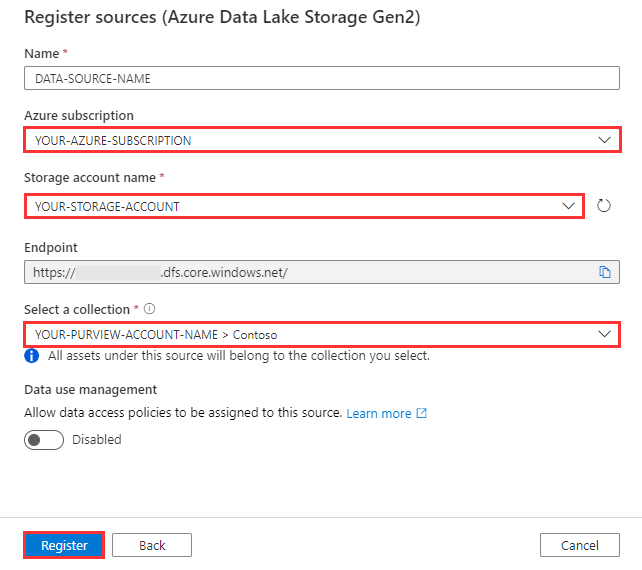 Register sources (Azure Data Lake Storage Gen2)
Name *
DATA-SOURCE-NAME
Azure subscription
YOUR-AZURE-SUBSCRIPTION
Storage account name *
YOUR-STORAGE-ACCOUNT
Endpoint
https:// .dfs.core.windows.net/
Select a collection *
YOUR-PURVIEW-ACCOUNT-NAME > Contoso
All assets under this source will belong to the collection you select.
Data use management
Allow data access policies to be assigned to this source. Learn more
Disabled
Register Back Cancel